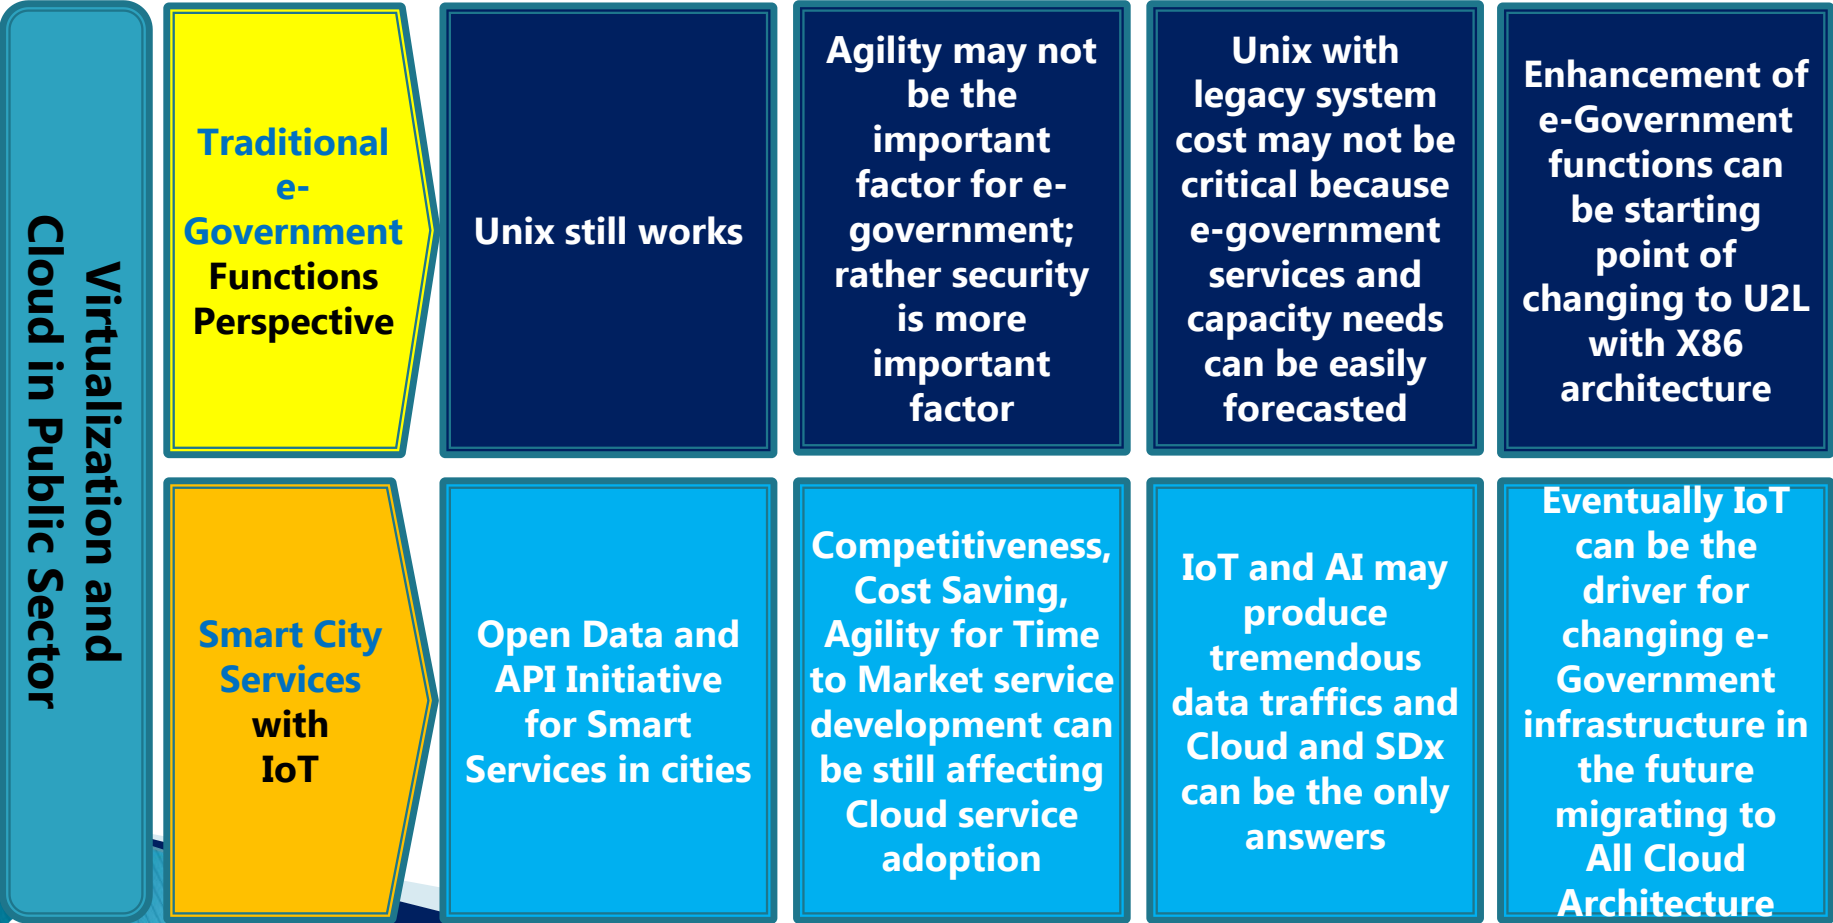 Virtualization and
Cloud in Public Sector
Traditional
e-
Government
Functions
Perspective
Unix still works
Agility may not
be the
important
factor for e-
government;
rather security
is more
important
factor
Unix with
legacy system
cost may not be
critical because
e-government
services and
capacity needs
can be easily
forecasted
Enhancement of
e-Government
functions can
be starting
point of
changing to U2L
with X86
architecture
Smart City
Services
with
IoT
Open Data and
API Initiative
for Smart
Services in cities
Competitiveness,
Cost Saving,
Agility for Time
to Market service
development can
be still affecting
Cloud service
adoption
IoT and AI may
produce
tremendous
data traffics and
Cloud and SDx
can be the only
answers
Eventually IoT
can be the
driver for
changing e-
Government
infrastructure in
the future
migrating to
All Cloud
Architecture